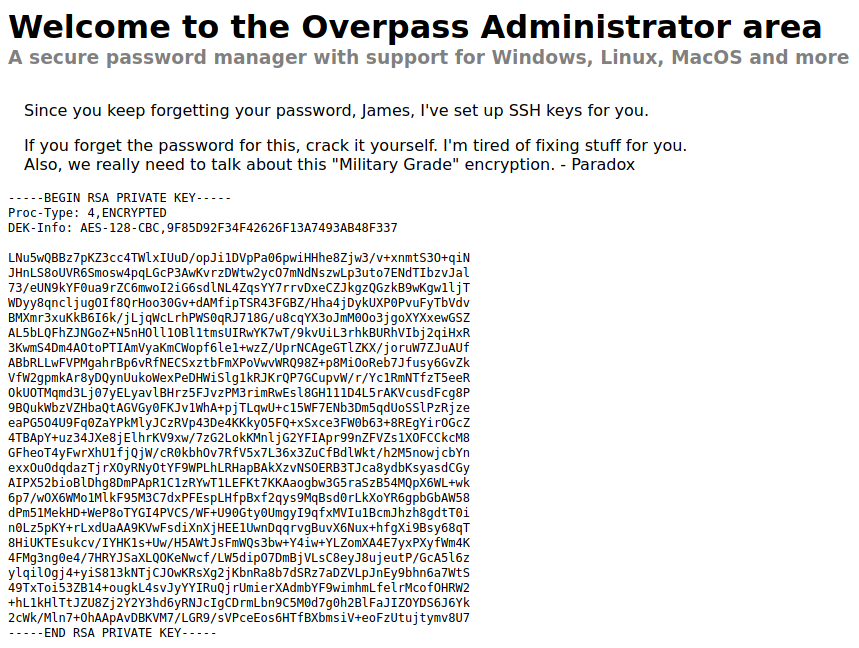 Welcome to the Overpass Administrator area
A secure password manager with support for Windows, Linux, MacOS and more
Since you keep forgetting your password, James, I've set up SSH keys for you.
If you forget the password for this, crack it yourself. I'm tired of fixing stuff for you.
Also, we really need to talk about this "Military Grade" encryption. - Paradox
-----BEGIN RSA PRIVATE KEY-----
Proc-Type: 4,ENCRYPTED
DEK-Info: AES-128-CBC,9F85D92F34F42626F13A7493AB48F337
LNu5wQBBz7pKZ3cc4TWlxIUuD/opJi1DVpPa06pwiHHhe8Zjw3/v+xnmtS3O+qiN
JHnLS8oUVR6Smosw4pqLGcP3AwKvrzDWtw2ycO7mNdNszwLp3uto7ENdTIbzvJal
73/eUN9kYF0ua9rZC6mwoI2iG6sdlNL4ZqsYY7rrvDxeCZJkgzQGzkB9wKgw1ljT
WDyy8qncljugOIf8QrHoo30Gv+dAMfipTSR43FGBZ/Hha4jDykUXP0PvuFyTbVdv
BMXmr3xuKkB6I6k/jLjqWcLrhPWS0qRJ718G/u8cqYX3oJmM0Oo3jgoXYXxewGSZ
AL5bLQFhZJNGoZ+N5nHOll1OBl1tmsUIRwYK7wT/9kvUiL3rhkBURhVIbj2qiHxR
3KwmS4Dm4AOtoPTIAmVyaKmCWopf6le1+wzZ/UprNCAgeGTlZKX/joruW7ZJuAUf
ABbRLLwFVPMgahrBp6vRfNECSxztbFmXPoVwvWRQ98Z+p8MiOoReb7Jfusy6GvZk
VfW2gpmkAr8yDQynUukoWexPeDHWiSlg1kRJKrQP7GCupvW/r/Yc1RmNTfzT5eeR
OkUOTMqmd3Lj07yELyavlBHrz5FJvzPM3rimRwEsl8GH111D4L5rAKVcusdFcg8P
9BQukWbzVZHbaQtAGVGy0FKJv1WhA+pjTLqwU+c15WF7ENb3Dm5qdUoSSlPzRjze
eaPG5O4U9Fq0ZaYPkMlyJCzRVp43De4KKkyO5FQ+xSxce3FW0b63+8REgYirOGcZ
4TBApY+uz34JXe8jElhrKV9xw/7zG2LokKMnljG2YFIApr99nZFVZs1XOFCCkcM8
GFheoT4yFwrXhU1fjQjW/cR0kbhOv7RfV5x7L36x3ZuCfBdlWkt/h2M5nowjcbYn
exxOuOdqdazTjrXOyRNyOtYF9WPLhLRHapBAkXzvNSOERB3TJca8ydbKsyasdCGy
AIPX52bioBlDhg8DmPApR1C1zRYwT1LEFKt7KKAaogbw3G5raSzB54MQpX6WL+wk
6p7/wOX6WMo1MlkF95M3C7dxPFEspLHfpBxf2qys9MqBsd0rLkXoYR6gpbGbAW58
dPm51MekHD+WeP8oTYGI4PVCS/WF+U90Gty0UmgyI9qfxMVIu1BcmJhzh8gdtT0i
n0Lz5pKY+rLxdUaAA9KVwFsdiXnXjHEE1UwnDqqrvgBuvX6Nux+hfgXi9Bsy68qT
8HiUKTEsukcv/IYHK1s+Uw/H5AWtJsFmWQs3bw+Y4iw+YLZomXA4E7yxPXyfWm4K
4FMg3ng0e4/7HRYJSaXLQOKeNwcf/LW5dipO7DmBjVLsC8eyJ8ujeutP/GcA5l6z
ylqilOgj4+yiS813kNTjCJOwKRsXg2jKbnRa8b7dSRz7aDZVLpJnEy9bhn6a7WtS
49TxToi53ZB14+ougkL4svJyYYIRuQjrUmierXAdmbYF9wimhmLfelrMcofOHRW2
+hL1kHlTtJZU8Zj2Y2Y3hd6yRNJcIgCDrmLbn9C5M0d7g0h2BlFaJIZOYDS6J6Yk
2cWk/Mln7+OhAApAvDBKVM7/LGR9/sVPceEos6HTfBXbmsiV+eoFzUtujtymv8U7
-----END RSA PRIVATE KEY-----